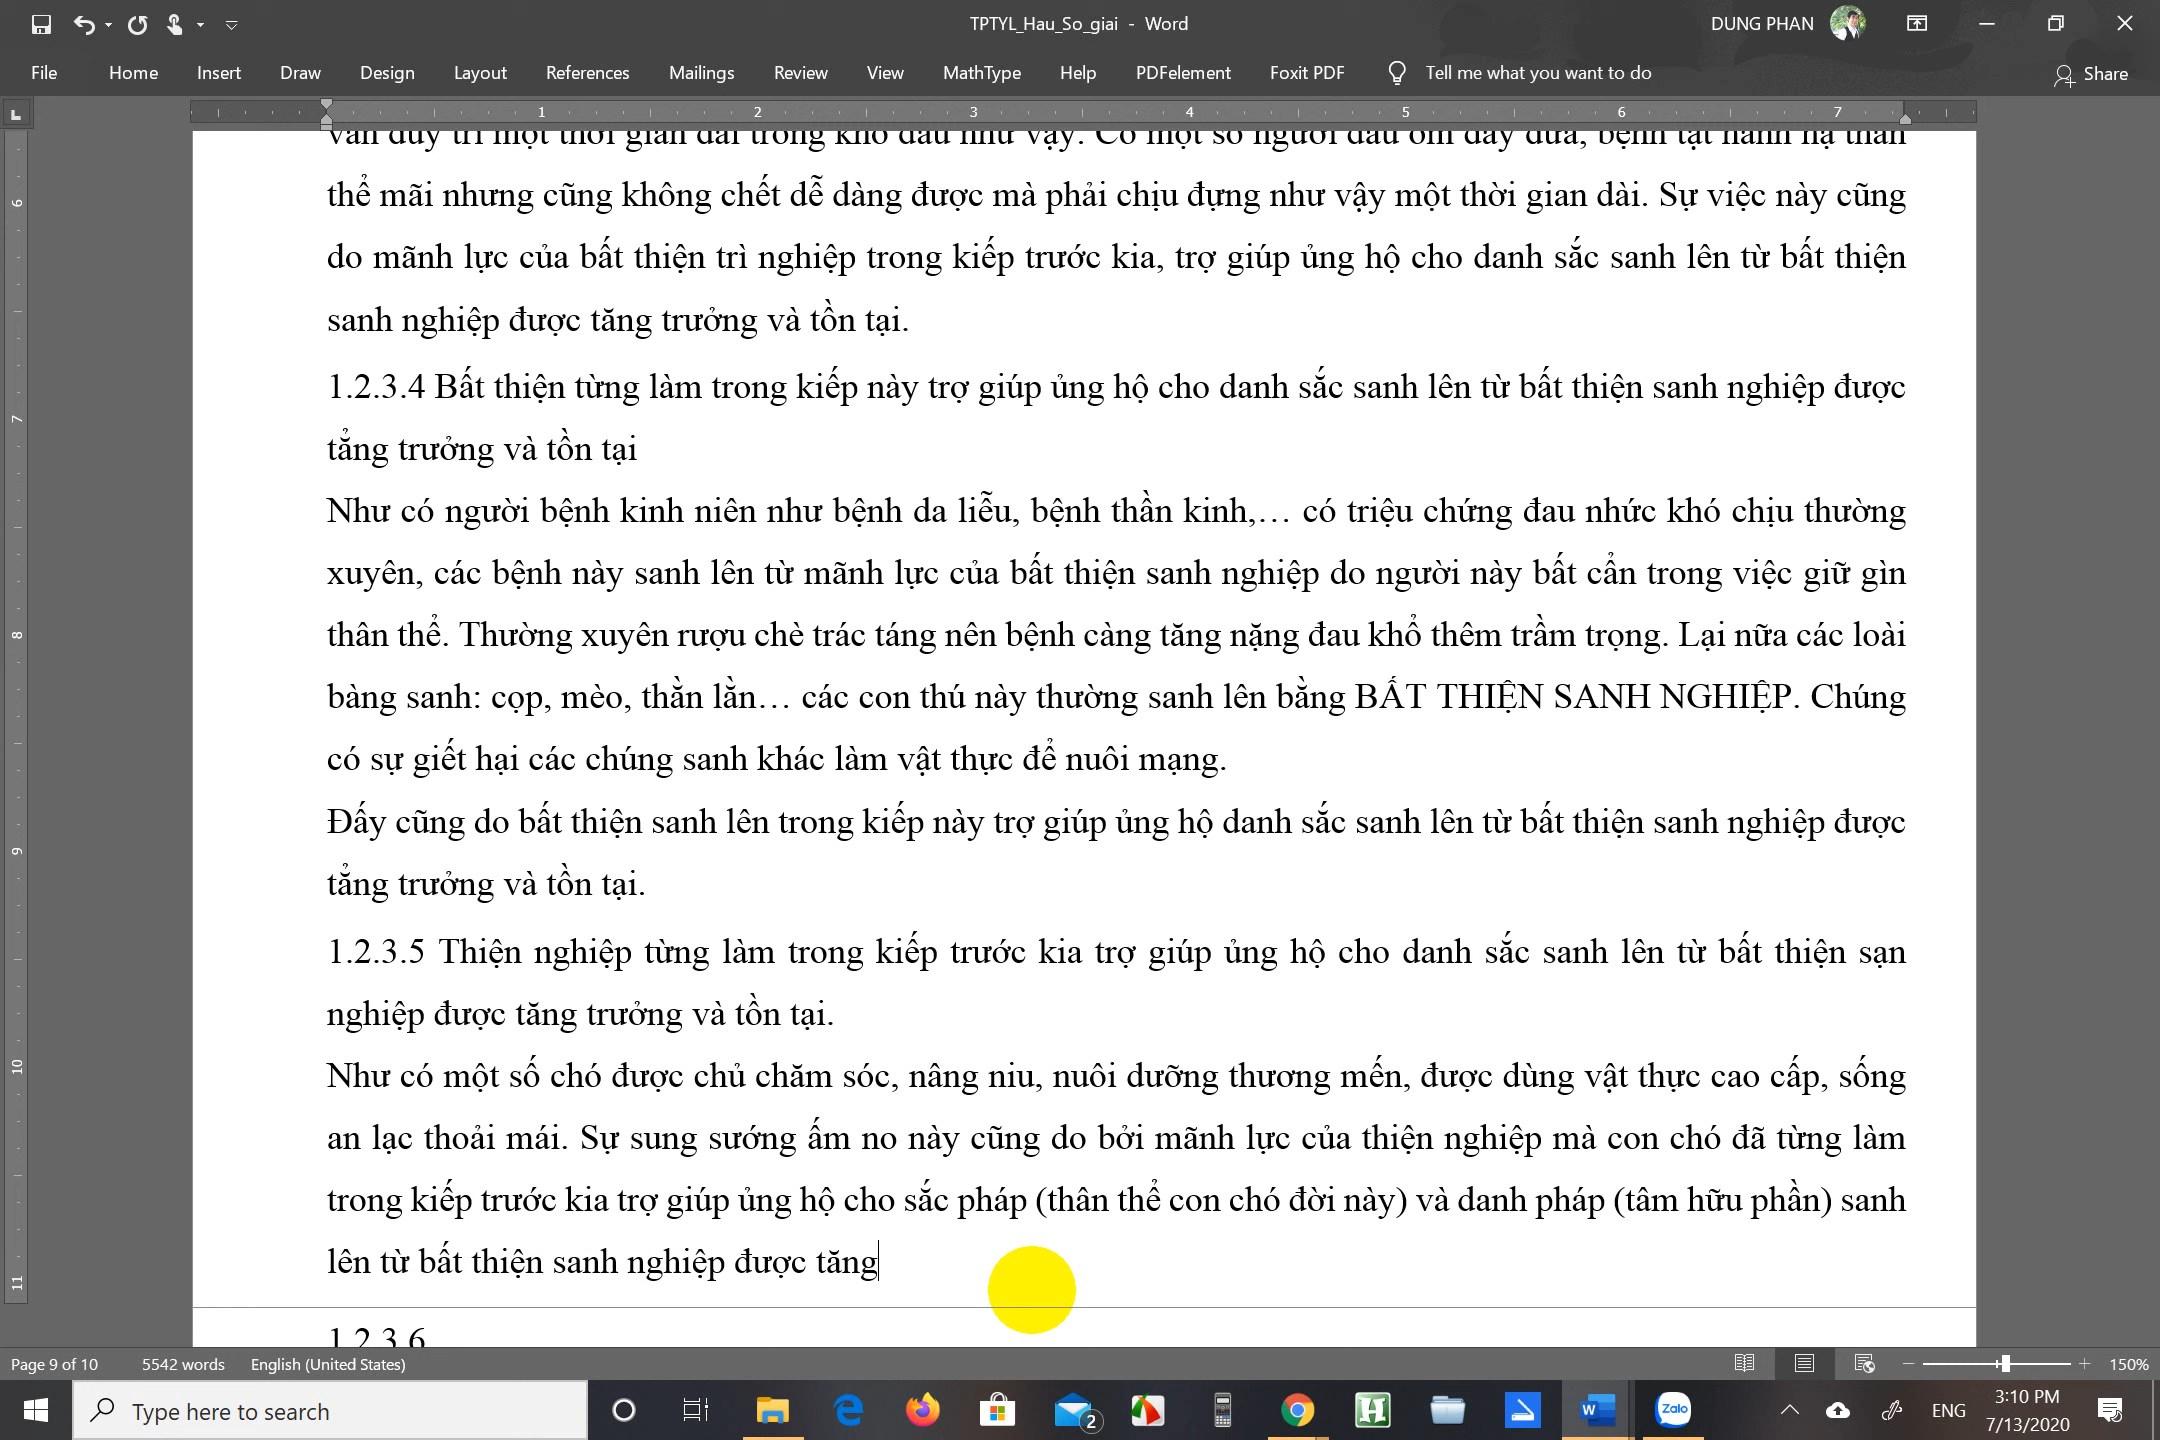 TPTYL_Hau_So_giai - Word
DUNG PHAN
File Home Insert Draw Design Layout References Mailings Review View MathType Help PDFelement Foxit PDF Tell me what you want to do Share
1 2 3 4 5 6 7
thể mãi nhưng cũng không chết dễ dàng được mà phải chịu đựng như vậy một thời gian dài. Sự việc này cũng
do mãnh lực của bất thiện trì nghiệp trong kiếp trước kia, trợ giúp ủng hộ cho danh sắc sanh lên từ bất thiện
sanh nghiệp được tăng trưởng và tồn tại.
1.2.3.4 Bất thiện từng làm trong kiếp này trợ giúp ủng hộ cho danh sắc sanh lên từ bất thiện sanh nghiệp được
tẳng trưởng và tồn tại
Như có người bệnh kinh niên như bệnh da liễu, bệnh thần kinh,… có triệu chứng đau nhức khó chịu thường
xuyên, các bệnh này sanh lên từ mãnh lực của bất thiện sanh nghiệp do người này bất cẩn trong việc giữ gìn
thân thể. Thường xuyên rượu chè trác táng nên bệnh càng tăng nặng đau khổ thêm trầm trọng. Lại nữa các loài
bàng sanh: cọp, mèo, thằn lằn… các con thú này thường sanh lên bằng BẤT THIỆN SANH NGHIỆP. Chúng
có sự giết hại các chúng sanh khác làm vật thực để nuôi mạng.
Đấy cũng do bất thiện sanh lên trong kiếp này trợ giúp ủng hộ danh sắc sanh lên từ bất thiện sanh nghiệp được
tẳng trưởng và tồn tại.
1.2.3.5 Thiện nghiệp từng làm trong kiếp trước kia trợ giúp ủng hộ cho danh sắc sanh lên từ bất thiện sạn
nghiệp được tăng trưởng và tồn tại.
Như có một số chó được chủ chăm sóc, nâng niu, nuôi dưỡng thương mến, được dùng vật thực cao cấp, sống
an lạc thoải mái. Sự sung sướng ấm no này cũng do bởi mãnh lực của thiện nghiệp mà con chó đã từng làm
trong kiếp trước kia trợ giúp ủng hộ cho sắc pháp (thân thể con chó đời này) và danh pháp (tâm hữu phần) sanh
lên từ bất thiện sanh nghiệp được tăng
1.2.3.6
6
7
8
9
10
11
Page 9 of 10 5542 words English (United States) 150%
Type here to search
2
Zalo
ENG
3:10 PM
7/13/2020